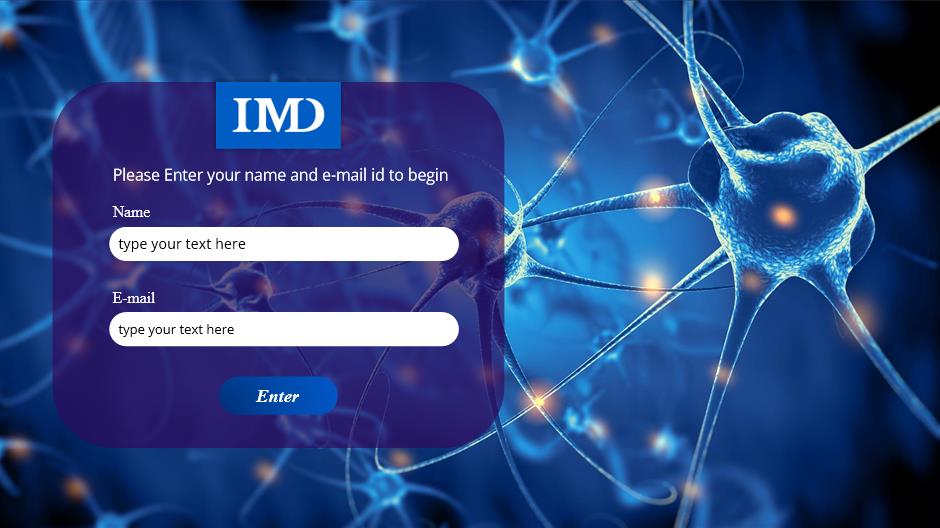 IMD
Please Enter your name and e-mail id to begin
Name
type your text here
E-mail
type your text here
Enter